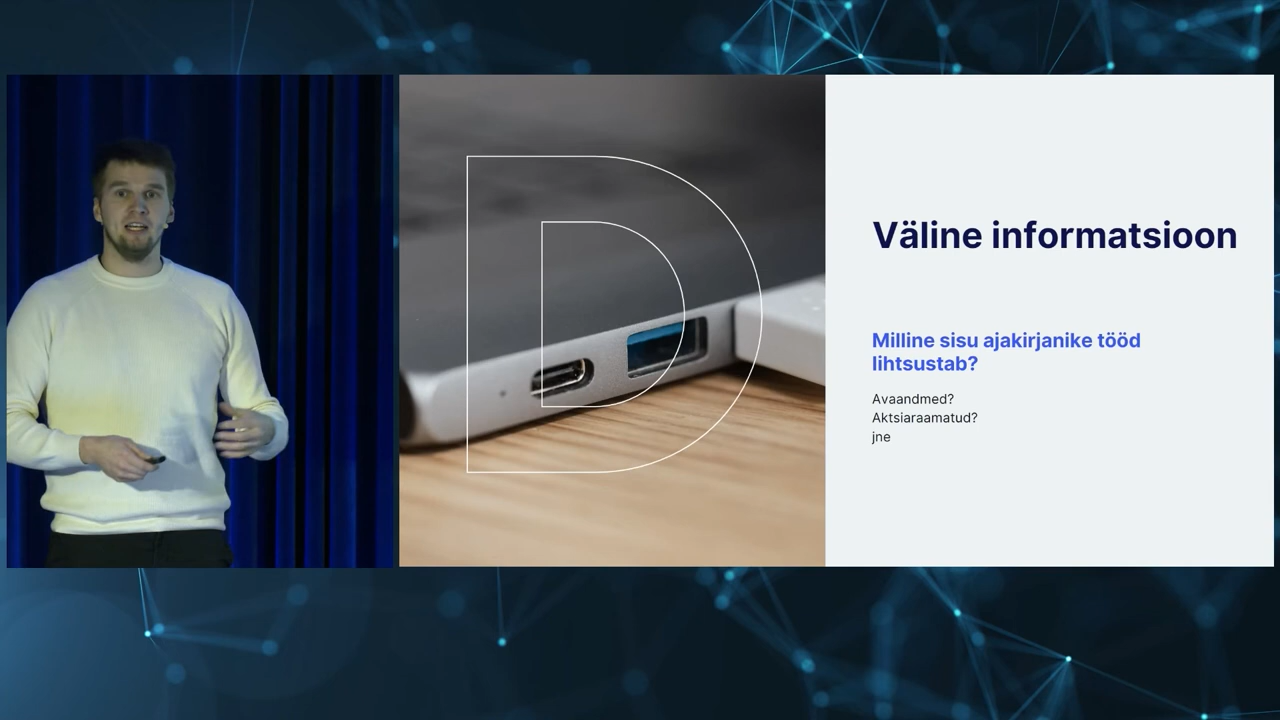 D
Väline informatsioon
Milline sisu ajakirjanike tööd
lihtsustab?
Avaandmed?
Aktsiaraamatud?
jne